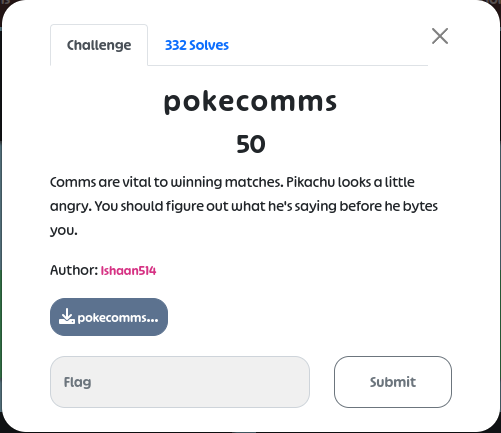 Challenge
332 Solves
pokecomms
50
Comms are vital to winning matches. Pikachu looks a little
angry. You should figure out what he's saying before he bytes
you.
Author: Ishaan514
pokecomms...
Flag
Submit